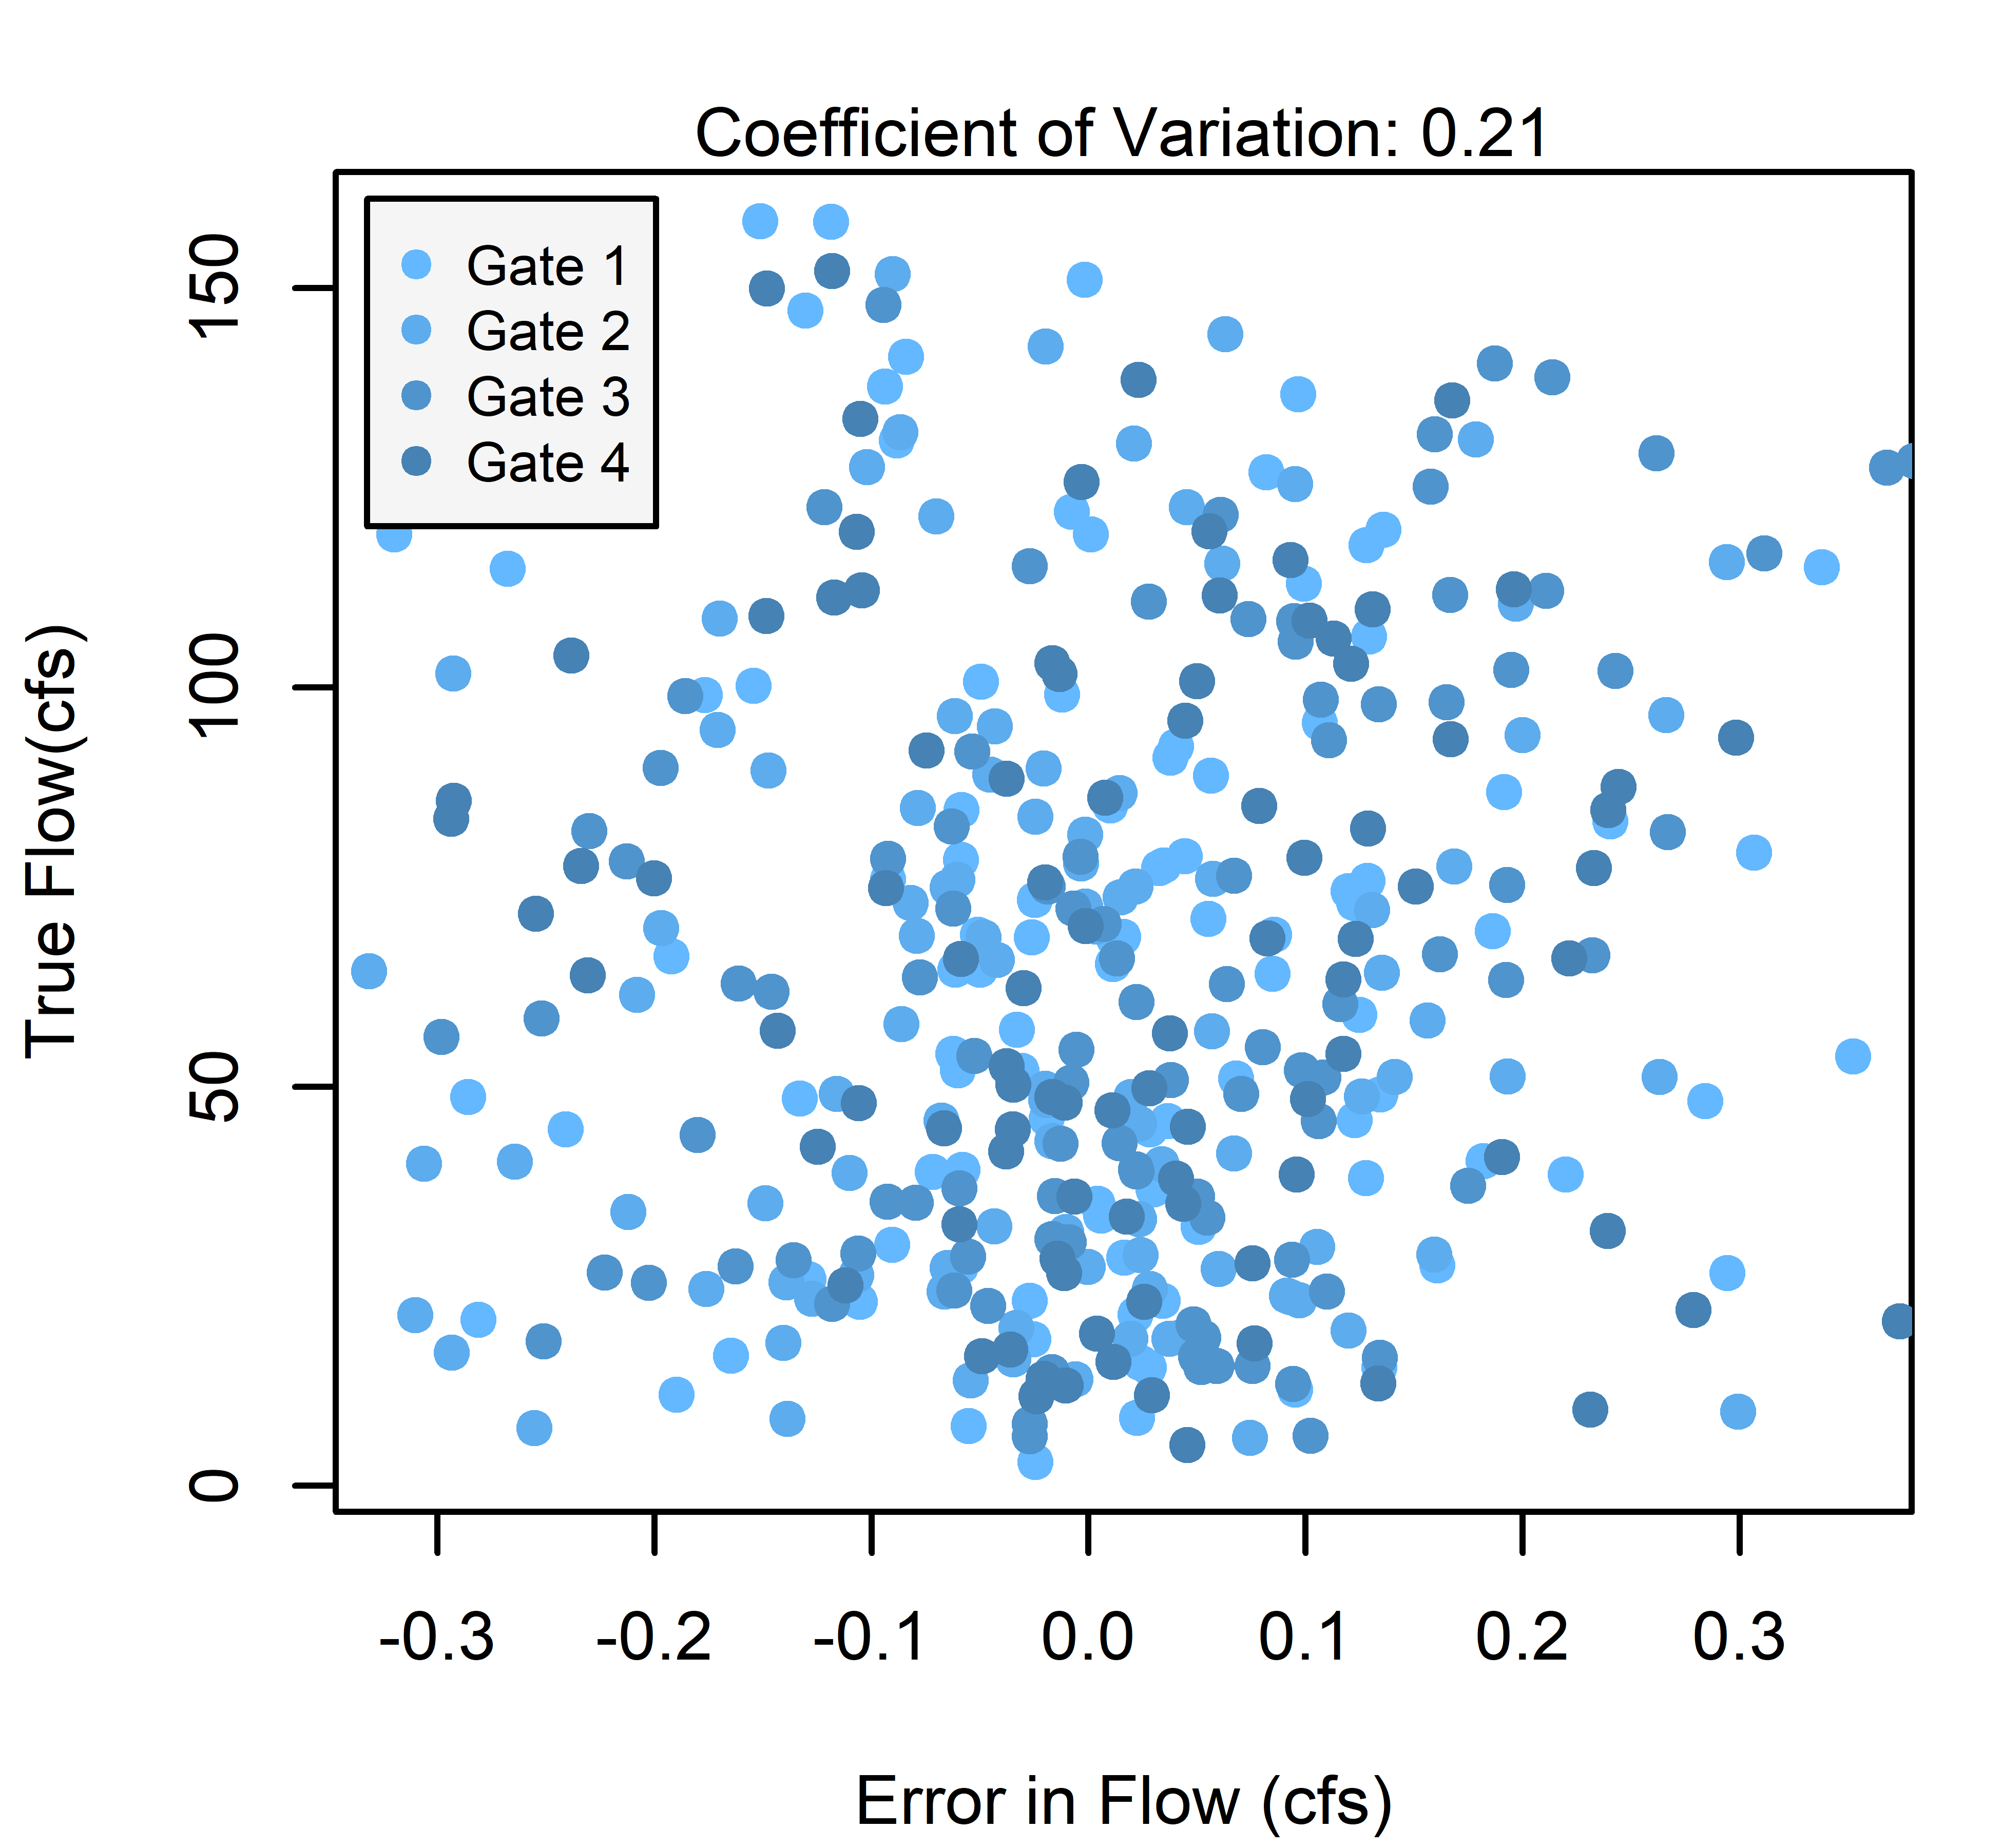 Coefficient of Variation: 0.21
Gate 1
Gate 2
Gate 3
Gate 4
True Flow(cfs)
150
100
50
0
-0.3 -0.2 -0.1 0.0 0.1 0.2 0.3
Error in Flow (cfs)